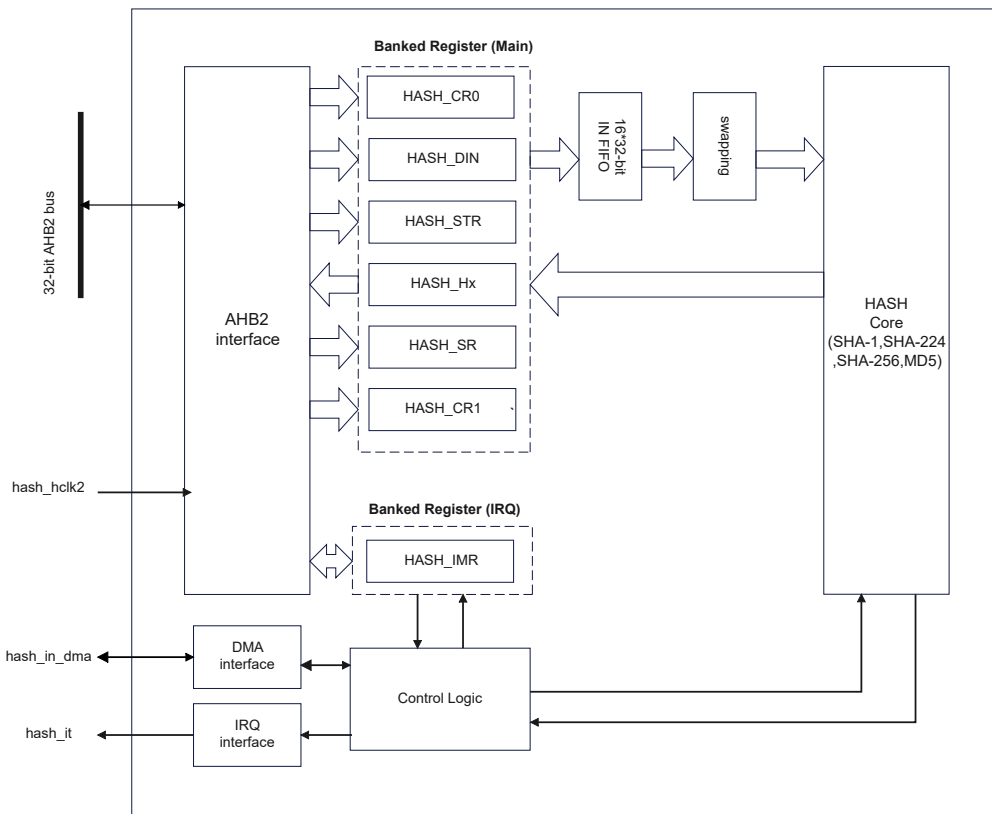 Banked Register (Main)
HASH_CR0
HASH_DIN
HASH_STR
HASH_Hx
HASH_SR
HASH_CR1
16*32-bit
IN FIFO
swapping
HASH
Core
(SHA-1,SHA-224
,SHA-256,MD5)
32-bit AHB2 bus
AHB2
interface
hash_hclk2
Banked Register (IRQ)
HASH_IMR
hash_in_dma
DMA
interface
Control Logic
hash_it
IRQ
interface